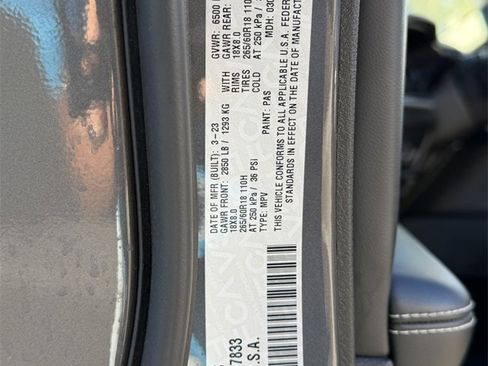 DATE OF MFR (BUILT): 3-23
GVWR: 6500
GAWR FRONT: 2850 LB / 1293 KG WITH
GAWR REAR:
18X8.0 RIMS
18X8.0
265/60R18 110H TIRES
265/60R18 110
AT 250 kPa / 36 PSI COLD
AT 250 kPa /
TYPE: MPV PAINT: PAS MDH:
THIS VEHICLE CONFORMS TO ALL APPLICABLE U.S.A. FEDER
STANDARDS IN EFFECT ON THE DATE OF MANUFACT
7833
.S.A.